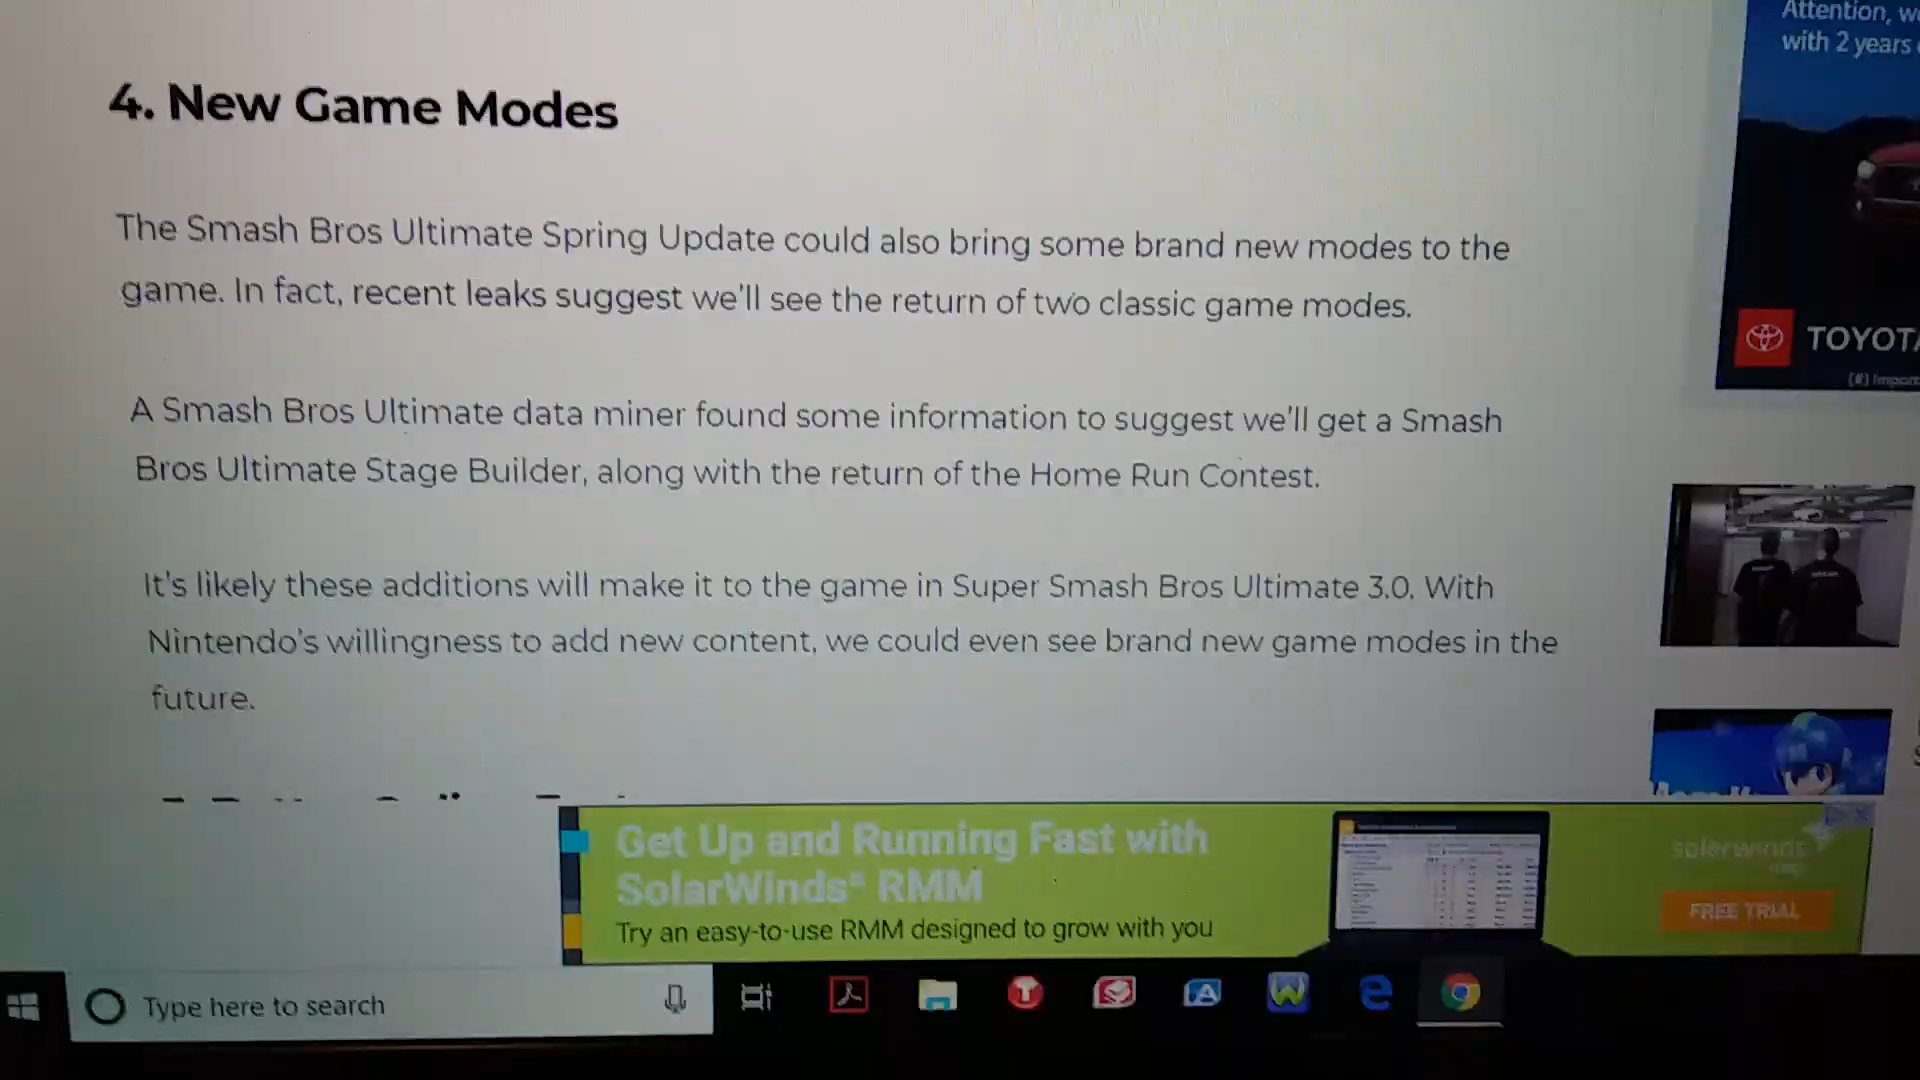 Attention,
with 2 years
4. New Game Modes
The Smash Bros Ultimate Spring Update could also bring some brand new modes to the
game. In fact, recent leaks suggest we'll see the return of two classic game modes.
TOYOTA
A Smash Bros Ultimate data miner found some information to suggest we'll get a Smash
Bros Ultimate Stage Builder, along with the return of the Home Run Contest.
It's likely these additions will make it to the game in Super Smash Bros Ultimate 3.0. With
Nintendo's willingness to add new content, we could even see brand new game modes in the
future.
Get Up and Running Fast with
SolarWinds® RMM
Try an easy-to-use RMM designed to grow with you
solarwinds
FREE TRIAL
Type here to search